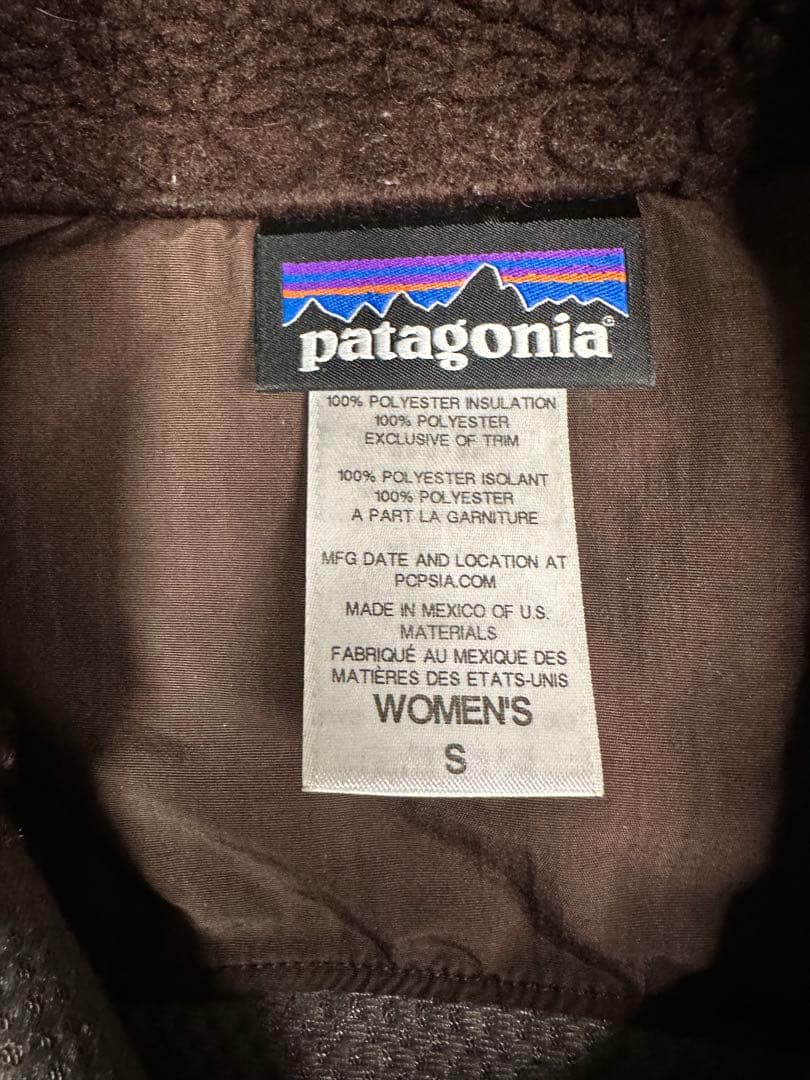 patagonia
100% POLYESTER INSULATION
100% POLYESTER
EXCLUSIVE OF TRIM
100% POLYESTER ISOLANT
100% POLYESTER
A PART LA GARNITURE
MFG DATE AND LOCATION AT
PCPSIA.COM
MADE IN MEXICO OF U.S.
MATERIALS
FABRIQUÉ AU MEXIQUE DES
MATIÈRES DES ETATS-UNIS
WOMEN'S
S